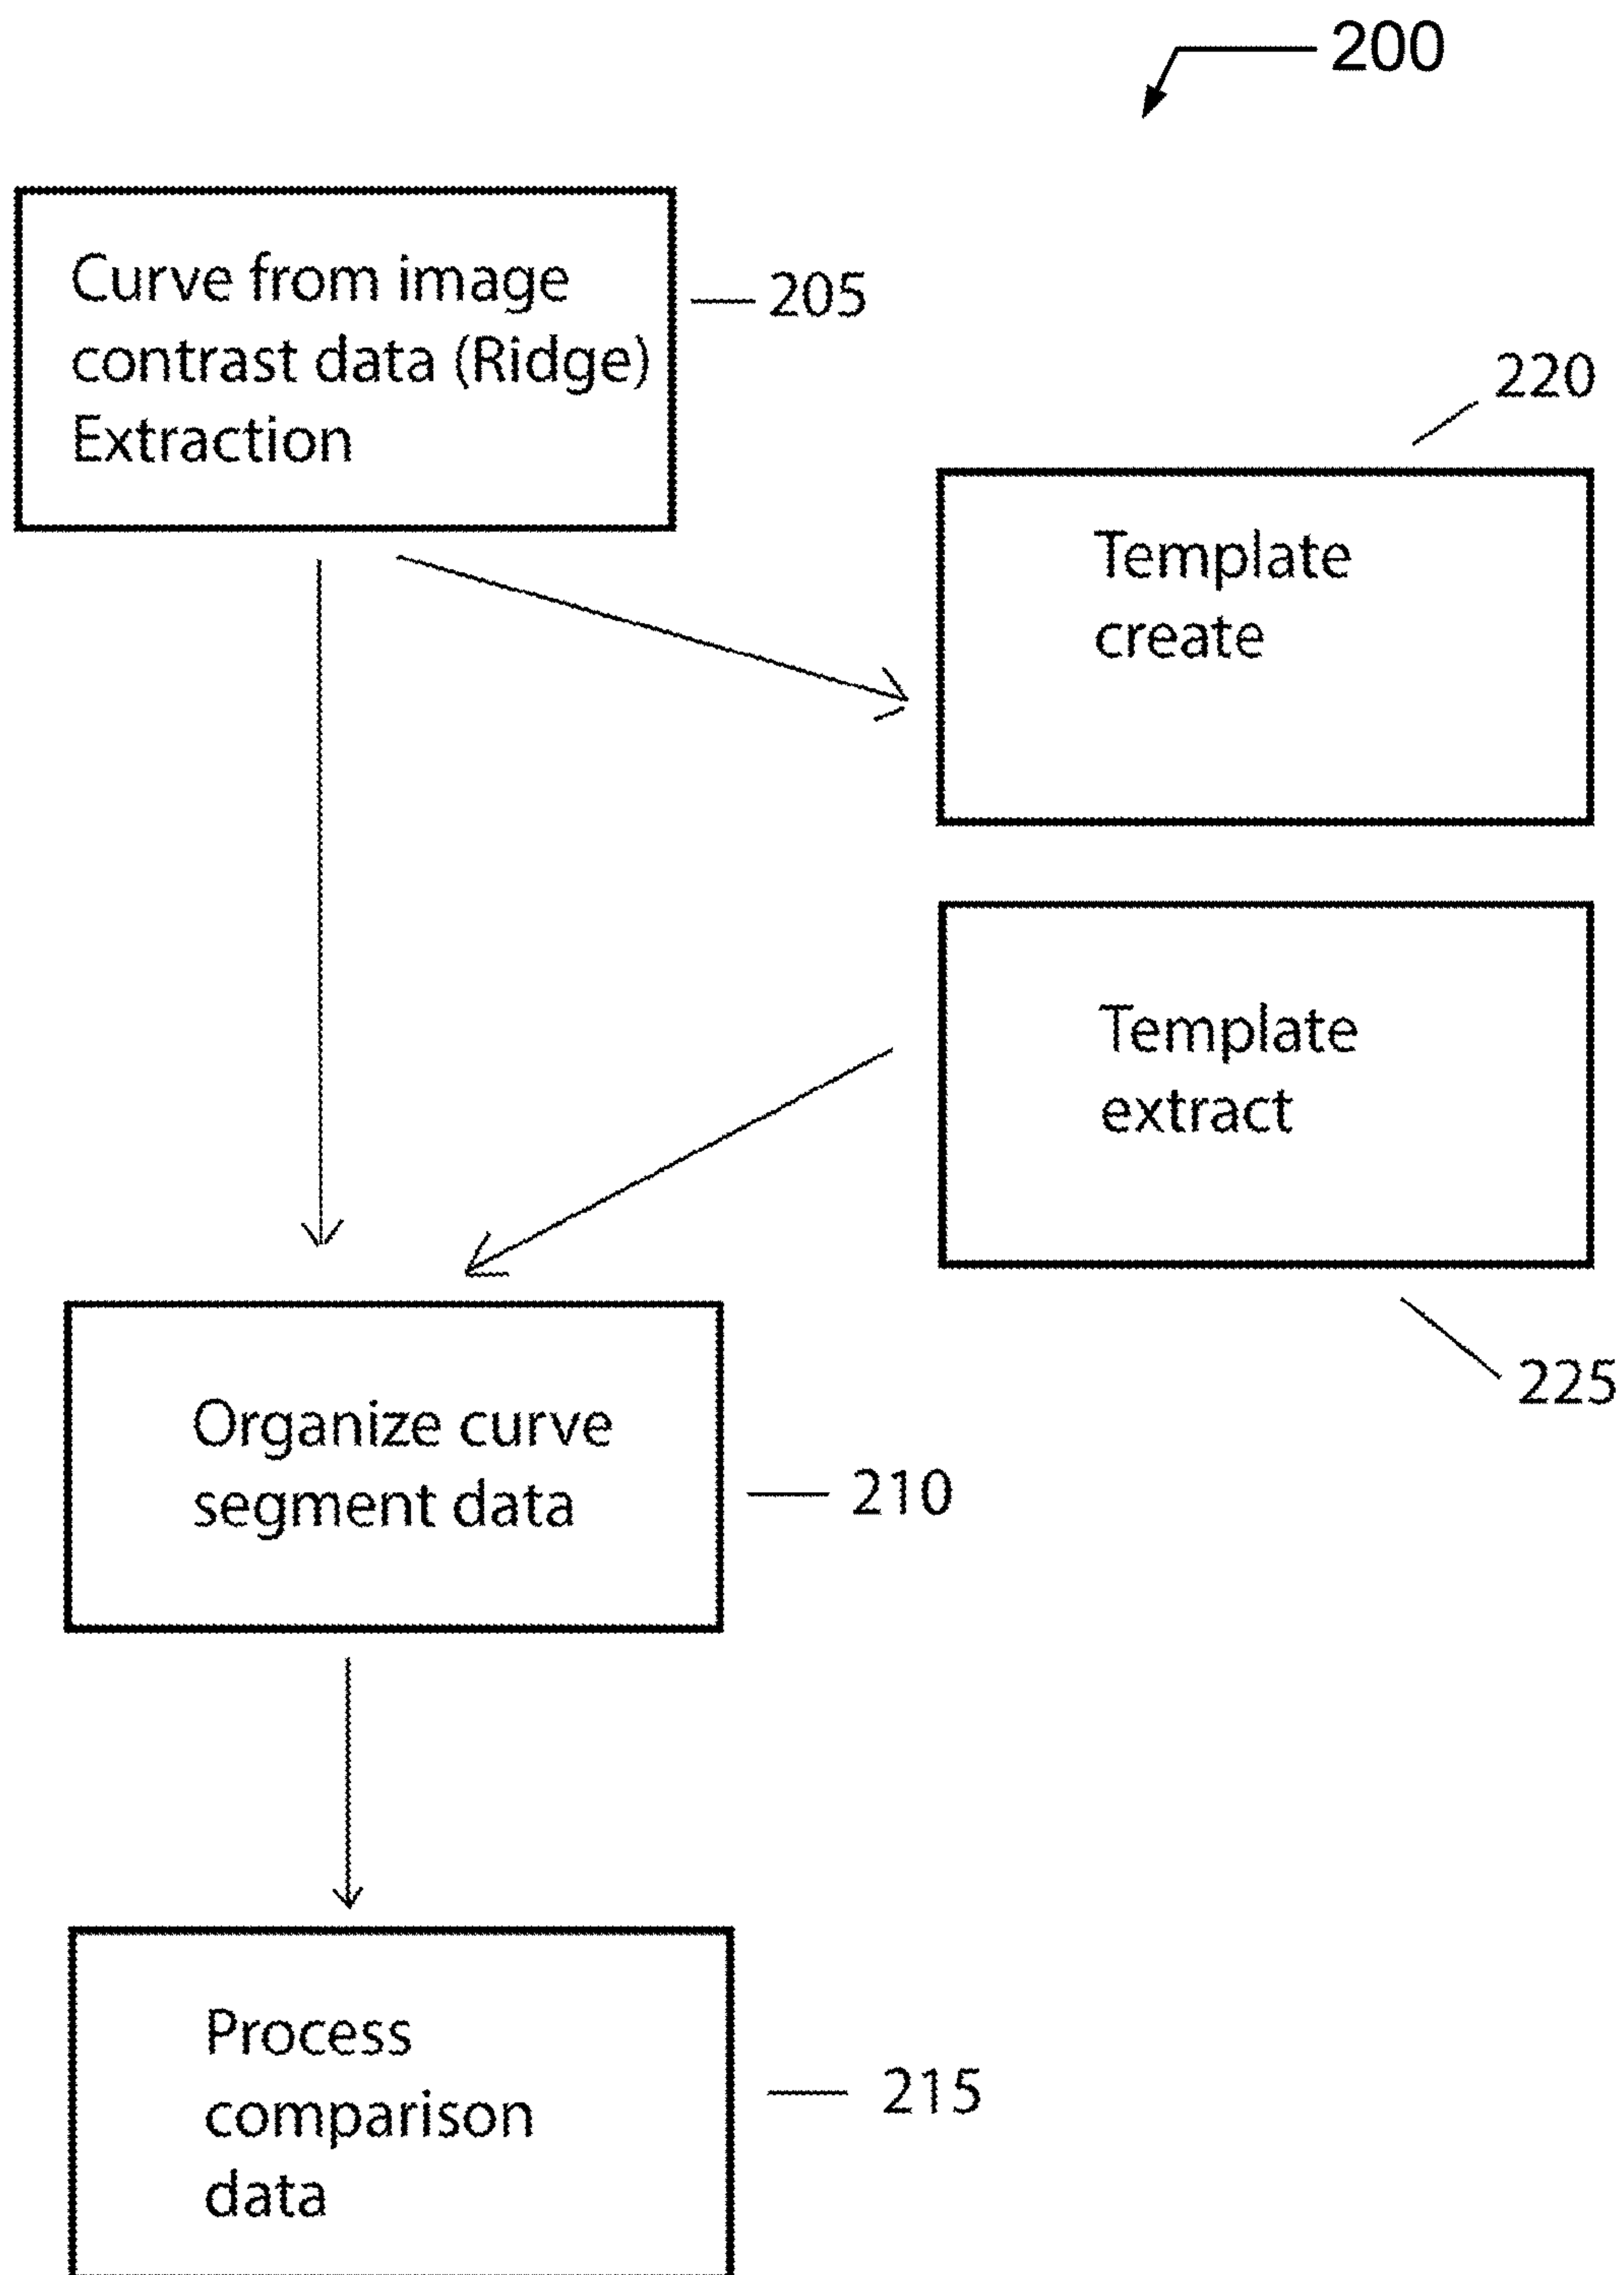 200
Curve from image
contrast data (Ridge)
Extraction
205
220
Template
create
Template
extract
225
Organize curve
segment data
210
Process
comparison
data
215